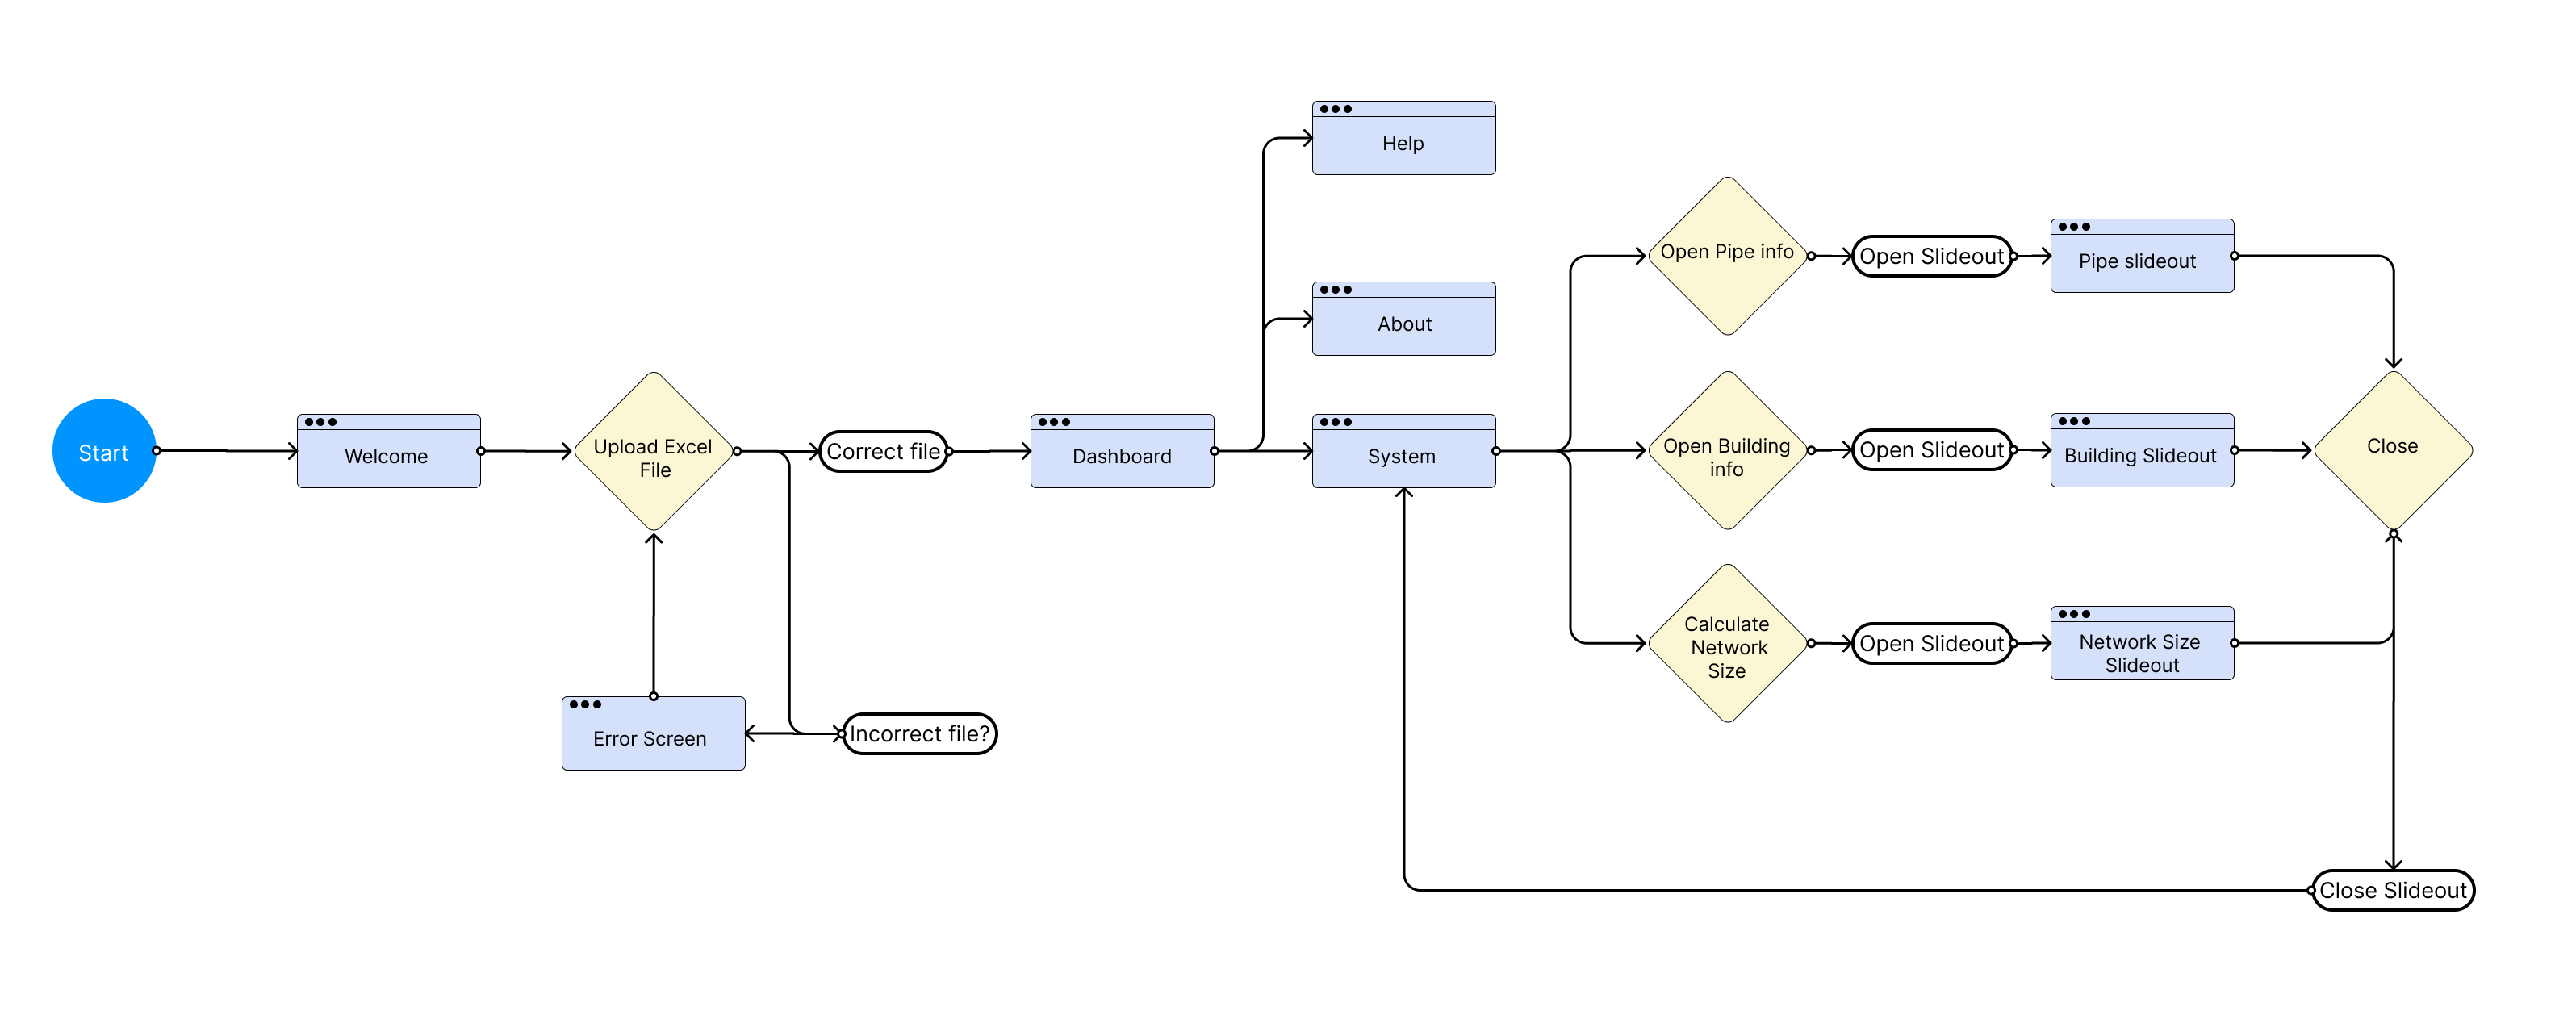 Start
Welcome
Upload Excel
File
Error Screen
Correct file
Incorrect file?
Dashboard
Help
About
System
Open Pipe info
Open Slideout
Pipe slideout
Open Building
info
Open Slideout
Building Slideout
Calculate
Network
Size
Open Slideout
Network Size
Slideout
Close
Close Slideout